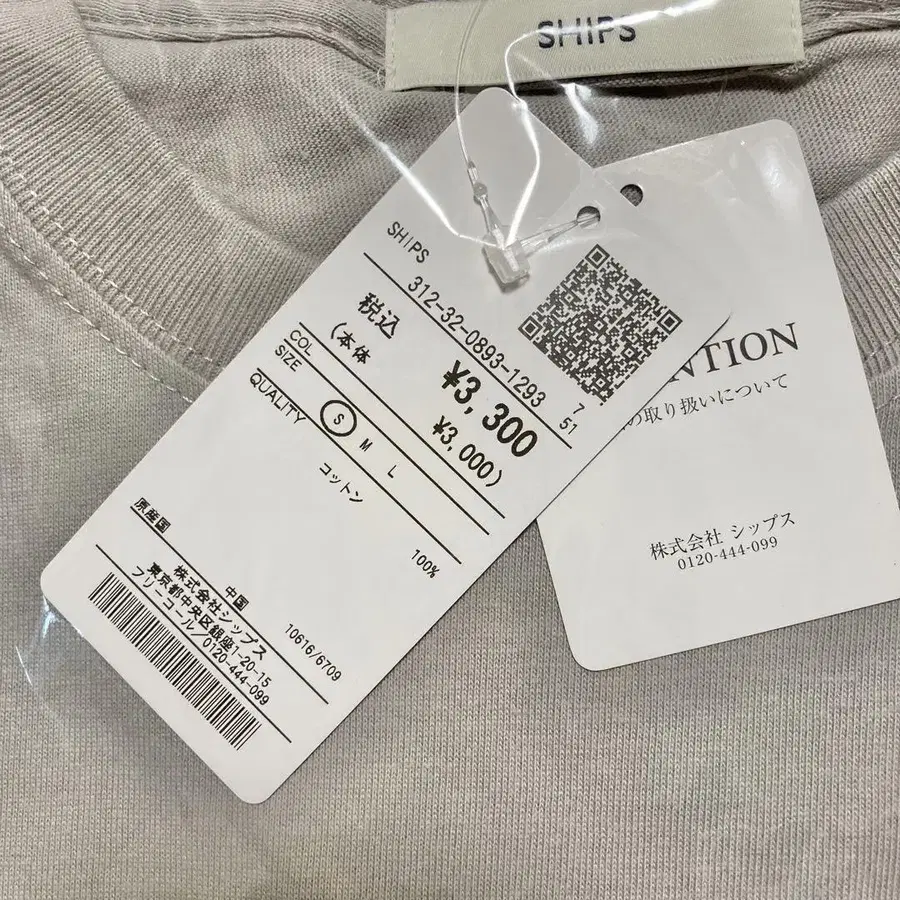 SHIPS
SHIPS
312-32-0893-1293 7
51
税込 ¥3,300
(本体 ¥3,000)
COL
SIZE S M L
QUALITY
コットン 100%
原産国
中国
10616/6709
株式会社シップス
東京都中央区銀座1-20-15
フリーコール/0120-444-099
NTION
の取り扱いについて
株式会社 シップス
0120-444-099